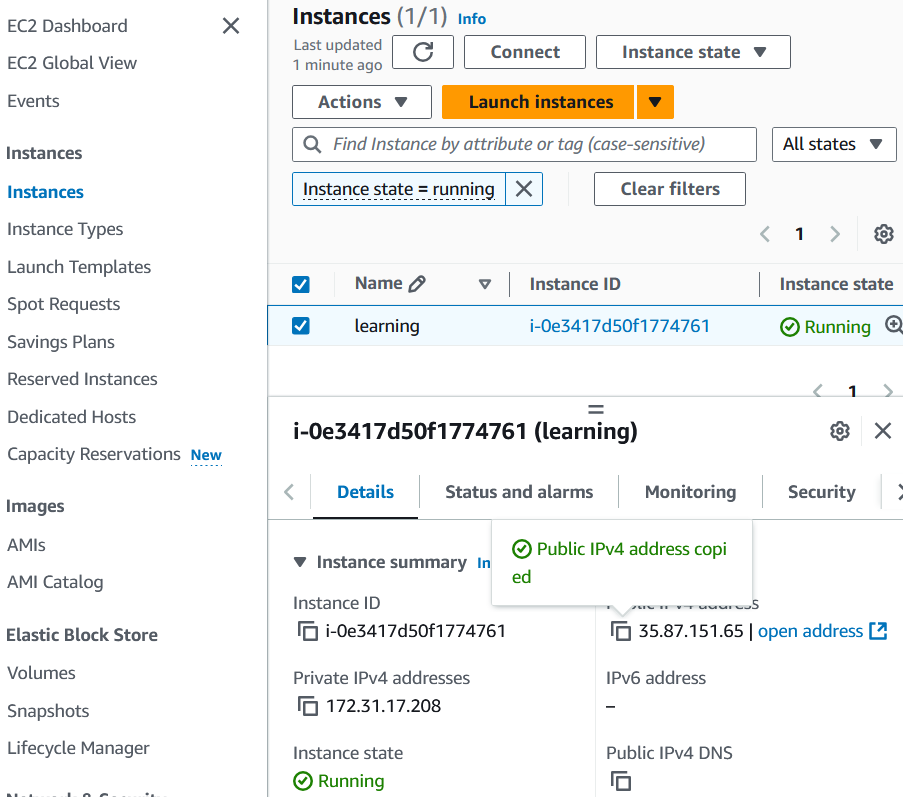 EC2 Dashboard
EC2 Global View
Events
Instances
Instances
Instance Types
Launch Templates
Spot Requests
Savings Plans
Reserved Instances
Dedicated Hosts
Capacity Reservations New
Images
AMIs
AMI Catalog
Elastic Block Store
Volumes
Snapshots
Lifecycle Manager
Instances (1/1) Info
Last updated
1 minute ago
Connect
Instance state
Actions
Launch instances
Find Instance by attribute or tag (case-sensitive)
All states
Instance state = running
Clear filters
1
Name
Instance ID
Instance state
learning
i-0e3417d50f1774761
Running
1
i-0e3417d50f1774761 (learning)
Details
Status and alarms
Monitoring
Security
Public IPv4 address copi
ed
Instance summary In
Instance ID
i-0e3417d50f1774761
Public IPv4 address
35.87.151.65 | open address
Private IPv4 addresses
172.31.17.208
IPv6 address
–
Instance state
Running
Public IPv4 DNS